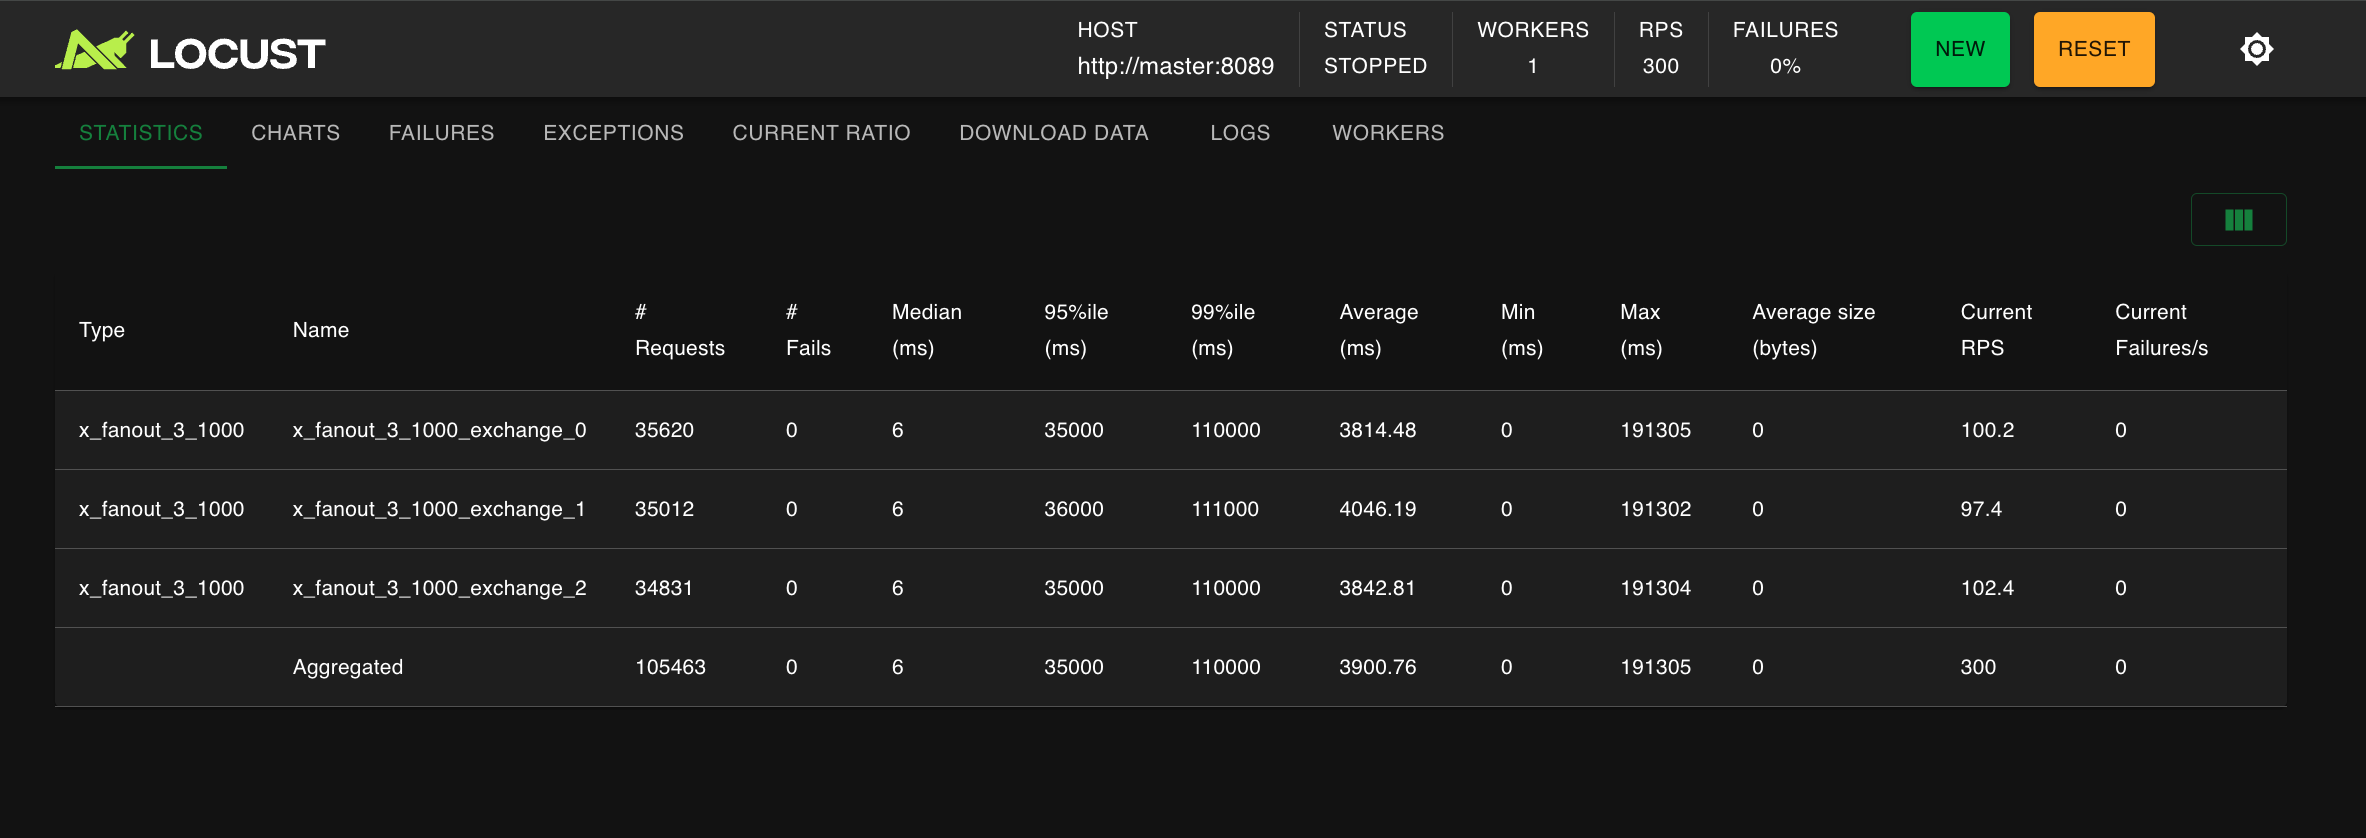 LOCUST
HOST
http://master:8089
STATUS
STOPPED
WORKERS
1
RPS
300
FAILURES
0%
NEW
RESET
STATISTICS CHARTS FAILURES EXCEPTIONS CURRENT RATIO DOWNLOAD DATA LOGS WORKERS
Type Name # Requests # Fails Median (ms) 95%ile (ms) 99%ile (ms) Average (ms) Min (ms) Max (ms) Average size (bytes) Current RPS Current Failures/s
x_fanout_3_1000 x_fanout_3_1000_exchange_0 35620 0 6 35000 110000 3814.48 0 191305 0 100.2 0
x_fanout_3_1000 x_fanout_3_1000_exchange_1 35012 0 6 36000 111000 4046.19 0 191302 0 97.4 0
x_fanout_3_1000 x_fanout_3_1000_exchange_2 34831 0 6 35000 110000 3842.81 0 191304 0 102.4 0
Aggregated 105463 0 6 35000 110000 3900.76 0 191305 0 300 0